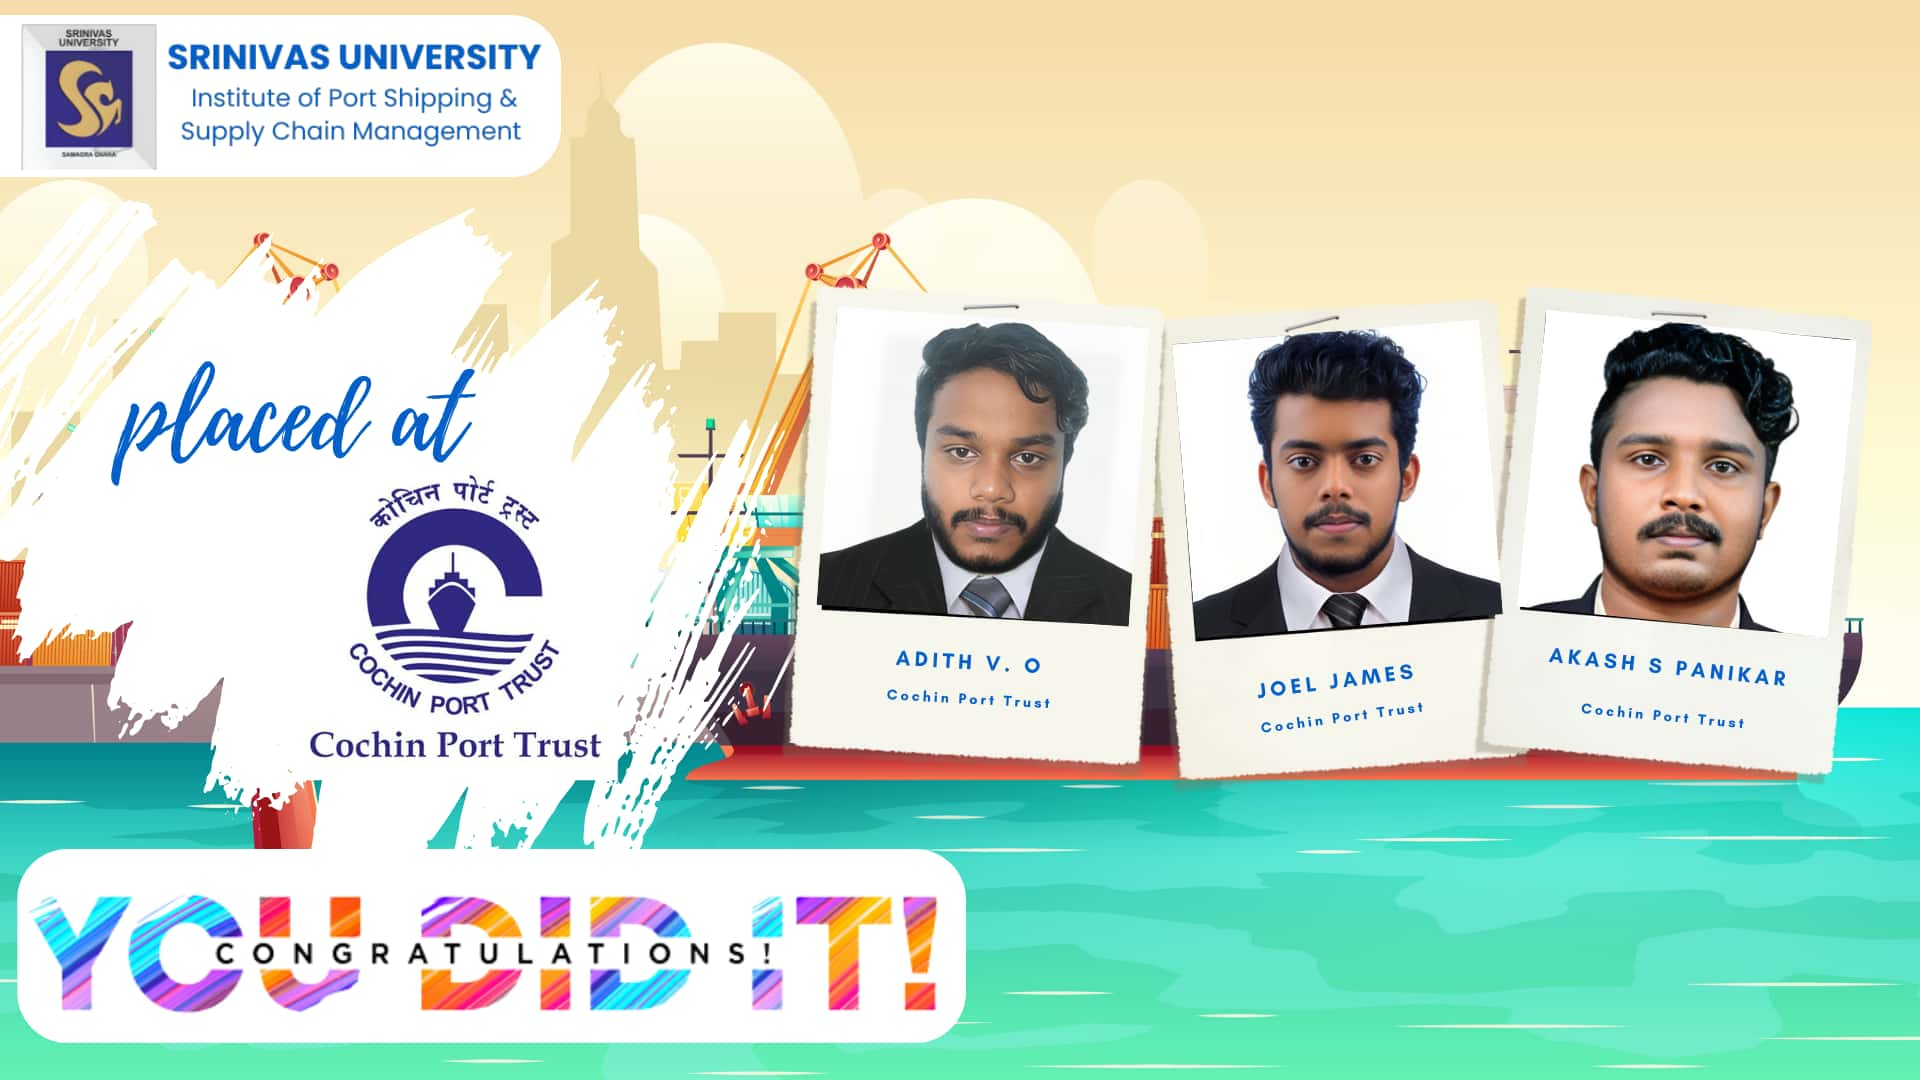 SRINIVAS
UNIVERSITY
SAMAGRA GNANA
SRINIVAS UNIVERSITY
Institute of Port Shipping &
Supply Chain Management
placed at
कोचिन पोर्ट ट्रस्ट
COCHIN PORT TRUST
Cochin Port Trust
ADITH V. O
Cochin Port Trust
JOEL JAMES
Cochin Port Trust
AKASH S PANIKAR
Cochin Port Trust
YOU DID IT!
CONGRATULATIONS!